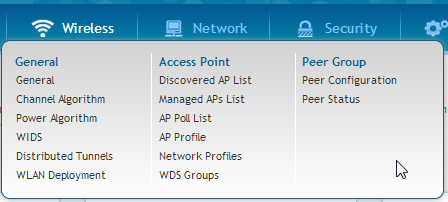 Wireless
Network
Security
General
General
Channel Algorithm
Power Algorithm
WIDS
Distributed Tunnels
WLAN Deployment
Access Point
Discovered AP List
Managed APs List
AP Poll List
AP Profile
Network Profiles
WDS Groups
Peer Group
Peer Configuration
Peer Status